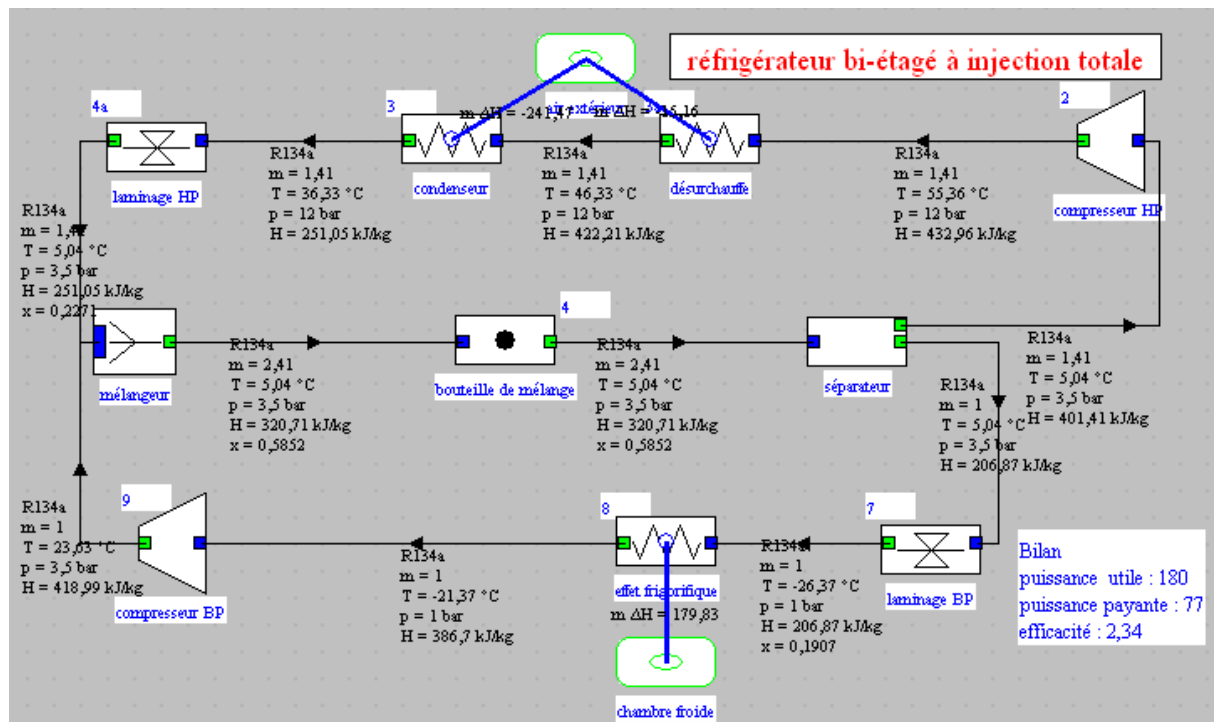 réfrigérateur bi-étagé à injection totale
4a
3
air extérieur
2
m ΔH = -241,47
m ΔH = -15,16
laminage HP
condenseur
désurchauffe
compresseur HP
R134a
m = 1,41
T = 36,33 °C
p = 12 bar
H = 251,05 kJ/kg
R134a
m = 1,41
T = 46,33 °C
p = 12 bar
H = 422,21 kJ/kg
R134a
m = 1,41
T = 55,36 °C
p = 12 bar
H = 432,96 kJ/kg
R134a
T = 5,04 °C
p = 3,5 bar
H = 251,05 kJ/kg
x = 0,2271
mélangeur
R134a
m = 2,41
T = 5,04 °C
p = 3,5 bar
H = 320,71 kJ/kg
x = 0,5852
4
bouteille de mélange
R134a
m = 2,41
T = 5,04 °C
p = 3,5 bar
H = 320,71 kJ/kg
x = 0,5852
séparateur
R134a
m = 1,41
T = 5,04 °C
p = 3,5 bar
H = 401,41 kJ/kg
R134a
m = 1
T = 5,04 °C
p = 3,5 bar
H = 206,87 kJ/kg
9
8
7
R134a
m = 1
T = 23,63 °C
p = 3,5 bar
H = 418,99 kJ/kg
compresseur BP
R134a
m = 1
T = -21,37 °C
p = 1 bar
H = 386,7 kJ/kg
effet frigorifique
m ΔH = 179,83
R134a
m = 1
T = -26,37 °C
p = 1 bar
H = 206,87 kJ/kg
x = 0,1907
laminage BP
chambre froide
Bilan
puissance utile : 180
puissance payante : 77
efficacité : 2,34